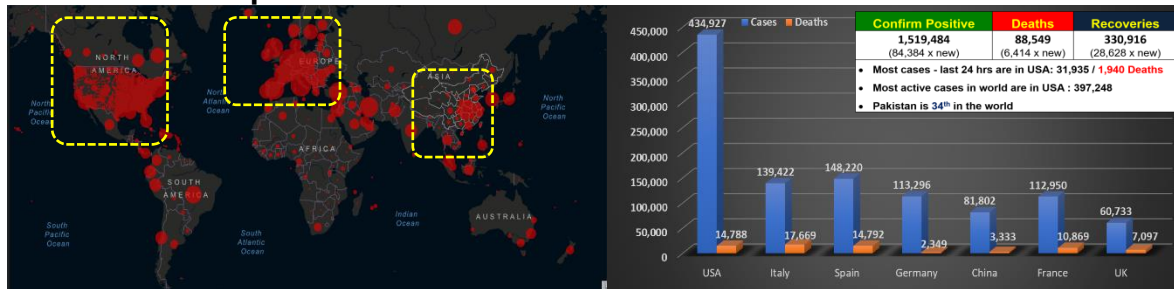 NORTH
AMERICA
EUROPE
ASIA
North
Pacific
Ocean
North
Atlantic
Ocean
North
Pacific
Ocean
AFRICA
SOUTH
AMERICA
Indian
Ocean
AUSTRALIA
South
Pacific
Ocean
South
Atlantic
Ocean
Cases Deaths
450,000
400,000
350,000
300,000
250,000
200,000
150,000
100,000
50,000
0
434,927
139,422
148,220
113,296
81,802
112,950
60,733
14,788
17,669
14,792
2,349
3,333
10,869
7,097
USA Italy Spain Germany China France UK
Confirm Positive Deaths Recoveries
1,519,484 88,549 330,916
(84,384 x new) (6,414 x new) (28,628 x new)
• Most cases - last 24 hrs are in USA: 31,935 / 1,940 Deaths
• Most active cases in world are in USA : 397,248
• Pakistan is 34th in the world